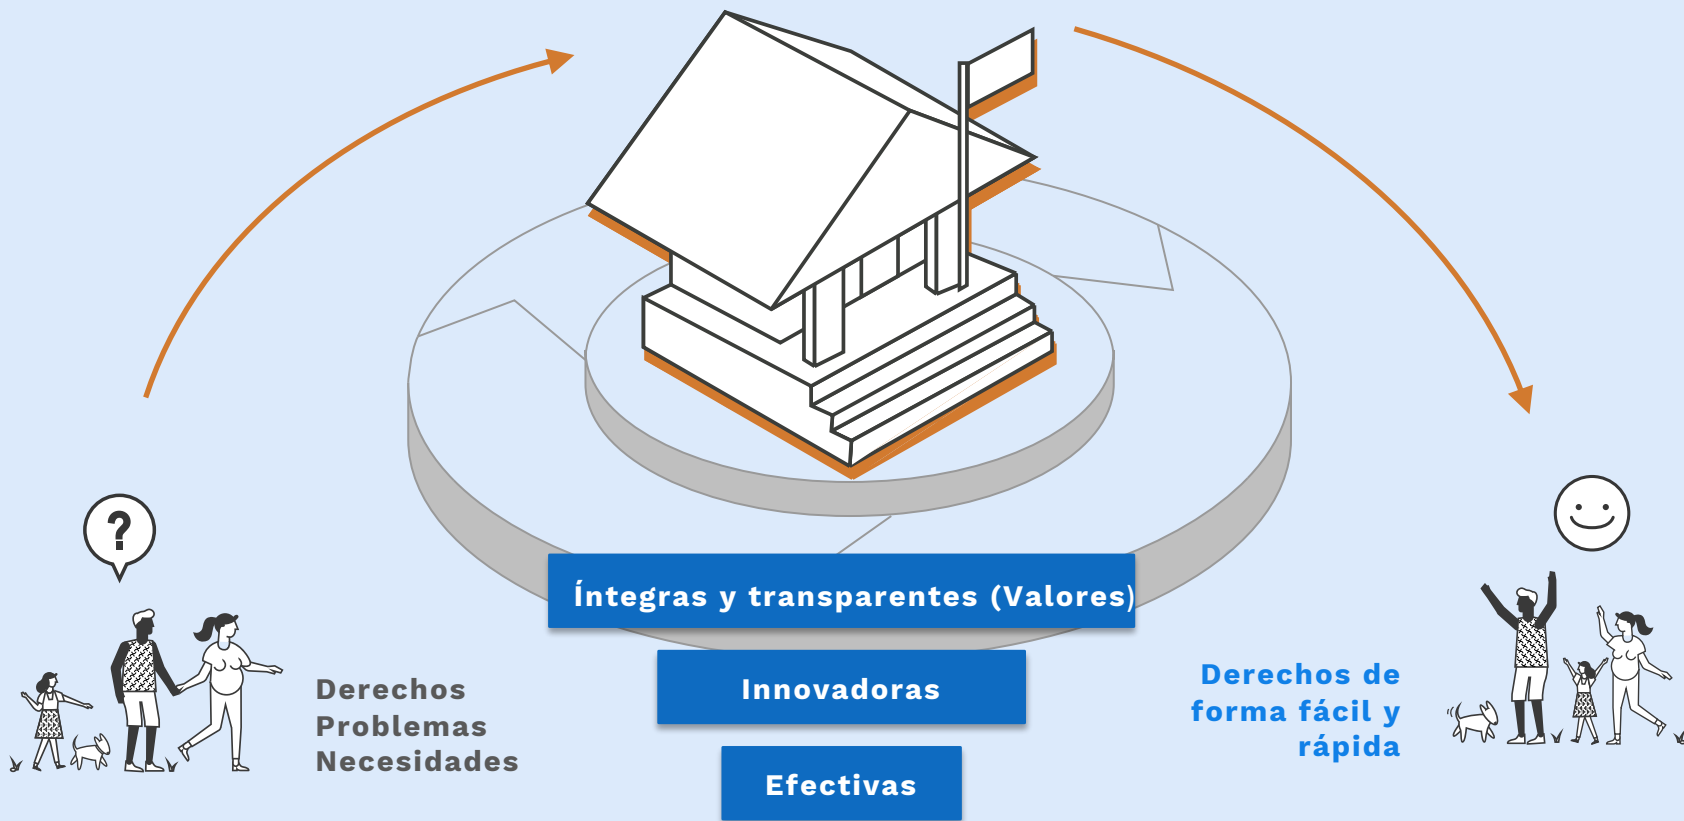 ?
Íntegras y transparentes (Valores)
Innovadoras
Efectivas
Derechos
Problemas
Necesidades
Derechos de
forma fácil y
rápida